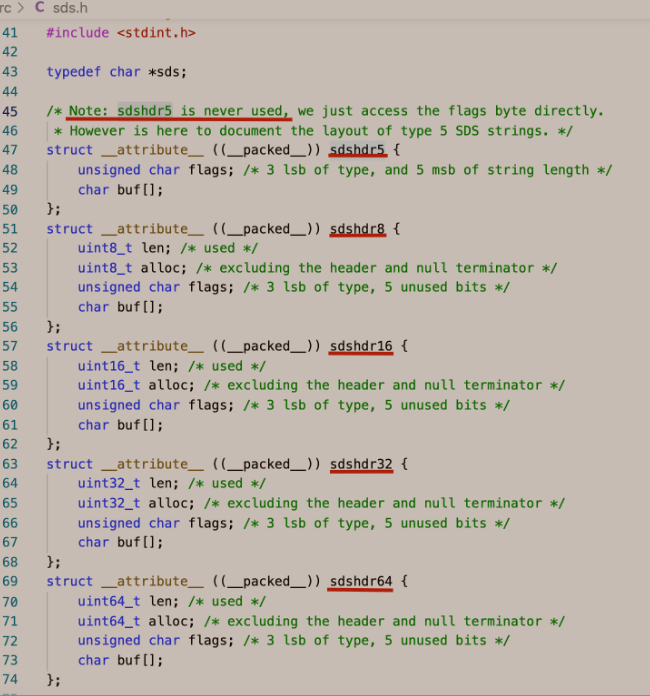 rc > C sds.h
41 #include <stdint.h>
42
43 typedef char *sds;
44
45 /* Note: sdshdr5 is never used, we just access the flags byte directly.
46 * However is here to document the layout of type 5 SDS strings. */
47 struct __attribute__ ((__packed__)) sdshdr5 {
48 unsigned char flags; /* 3 lsb of type, and 5 msb of string length */
49 char buf[];
50 };
51 struct __attribute__ ((__packed__)) sdshdr8 {
52 uint8_t len; /* used */
53 uint8_t alloc; /* excluding the header and null terminator */
54 unsigned char flags; /* 3 lsb of type, 5 unused bits */
55 char buf[];
56 };
57 struct __attribute__ ((__packed__)) sdshdr16 {
58 uint16_t len; /* used */
59 uint16_t alloc; /* excluding the header and null terminator */
60 unsigned char flags; /* 3 lsb of type, 5 unused bits */
61 char buf[];
62 };
63 struct __attribute__ ((__packed__)) sdshdr32 {
64 uint32_t len; /* used */
65 uint32_t alloc; /* excluding the header and null terminator */
66 unsigned char flags; /* 3 lsb of type, 5 unused bits */
67 char buf[];
68 };
69 struct __attribute__ ((__packed__)) sdshdr64 {
70 uint64_t len; /* used */
71 uint64_t alloc; /* excluding the header and null terminator */
72 unsigned char flags; /* 3 lsb of type, 5 unused bits */
73 char buf[];
74 };